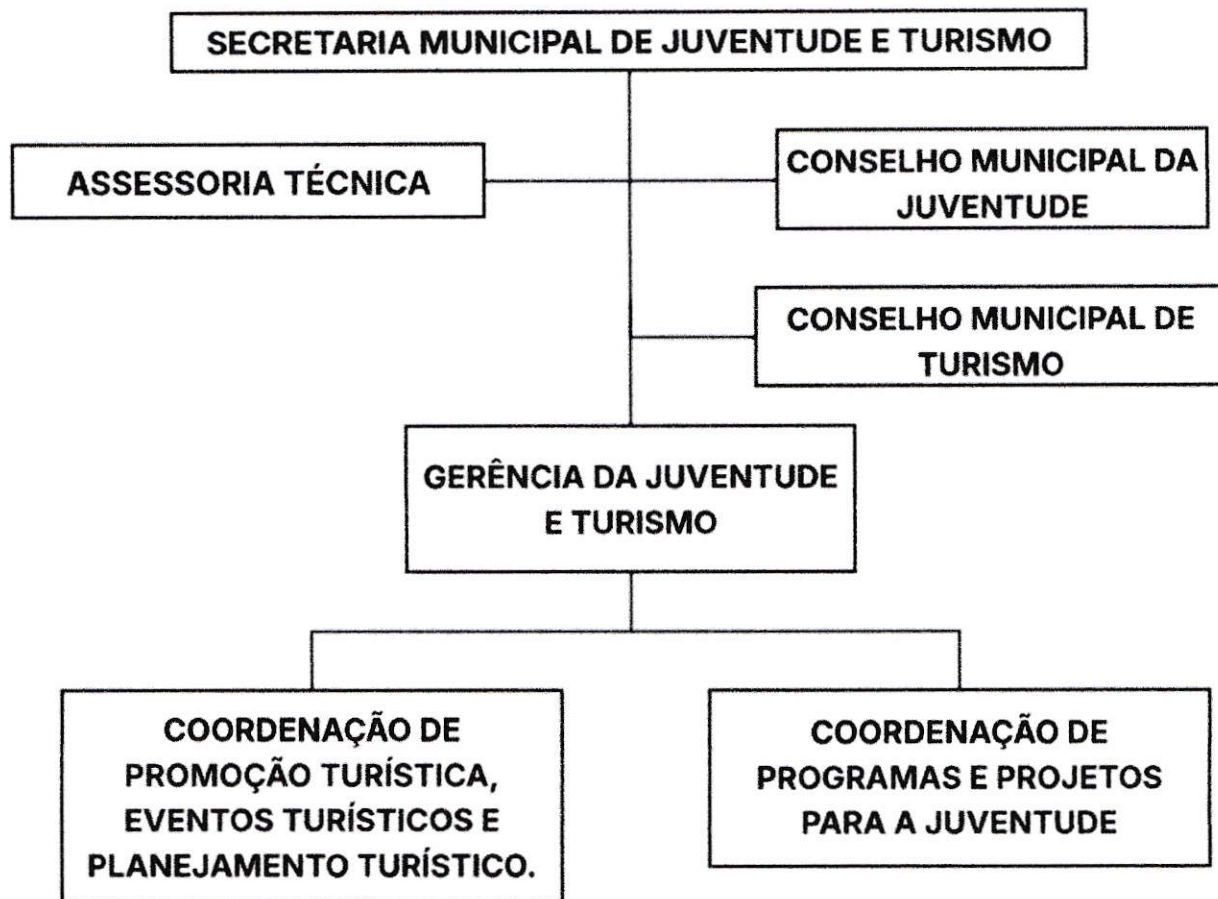 SECRETARIA MUNICIPAL DE JUVENTUDE E TURISMO
ASSESSORIA TÉCNICA
CONSELHO MUNICIPAL DA
JUVENTUDE
CONSELHO MUNICIPAL DE
TURISMO
GERÊNCIA DA JUVENTUDE
E TURISMO
COORDENAÇÃO DE
PROMOÇÃO TURÍSTICA,
EVENTOS TURÍSTICOS E
PLANEJAMENTO TURÍSTICO.
COORDENAÇÃO DE
PROGRAMAS E PROJETOS
PARA A JUVENTUDE